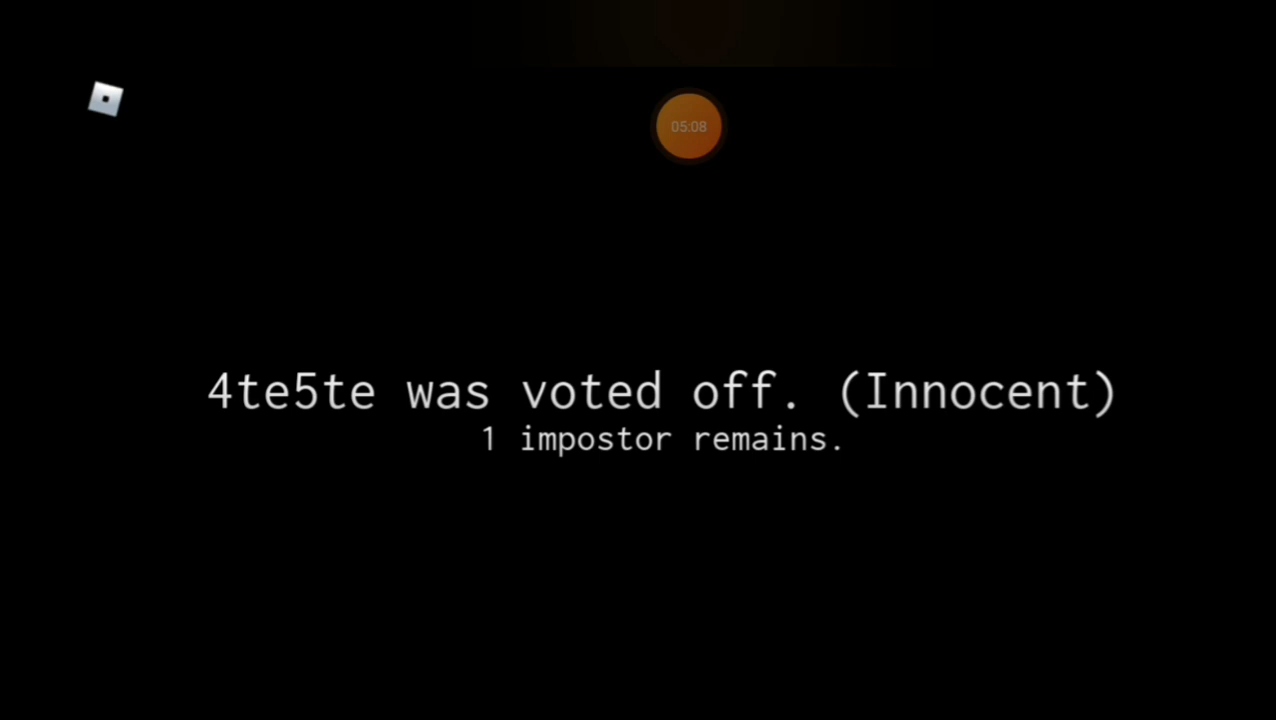 05:08
4te5te was voted off. (Innocent)
1 impostor remains.